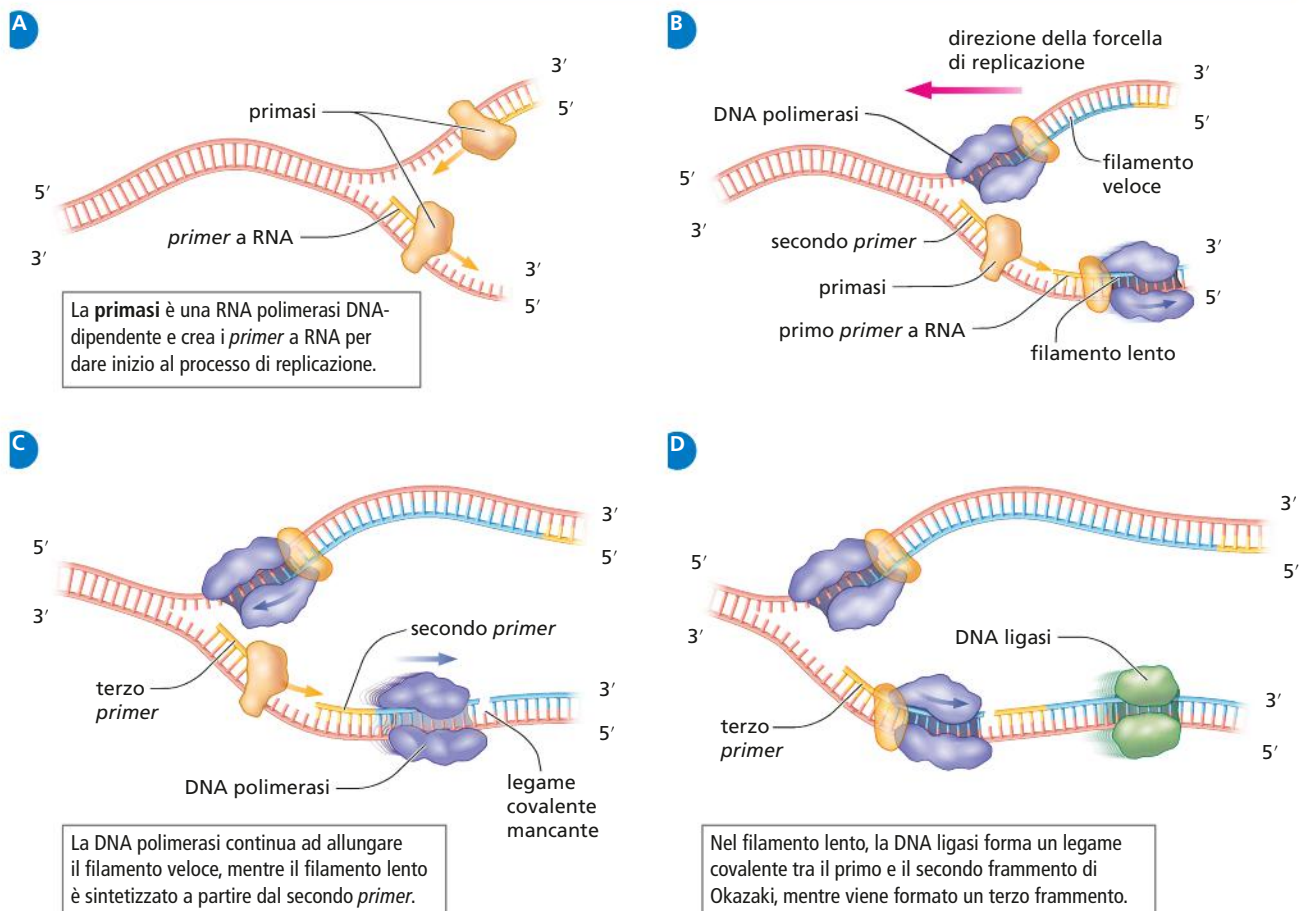 A
3′
5′
primasi
5′
primer a RNA
3′
3′
5′
La primasi è una RNA polimerasi DNA-
dipendente e crea i primer a RNA per
dare inizio al processo di replicazione.
B
direzione della forcella
di replicazione
3′
DNA polimerasi
5′
filamento
veloce
5′
3′
secondo primer
3′
primasi
5′
primo primer a RNA
filamento lento
C
3′
5′
5′
3′
secondo primer
terzo
primer
3′
5′
DNA polimerasi
legame
covalente
mancante
La DNA polimerasi continua ad allungare
il filamento veloce, mentre il filamento lento
è sintetizzato a partire dal secondo primer.
D
3′
5′
5′
3′
DNA ligasi
3′
terzo
primer
5′
Nel filamento lento, la DNA ligasi forma un legame
covalente tra il primo e il secondo frammento di
Okazaki, mentre viene formato un terzo frammento.